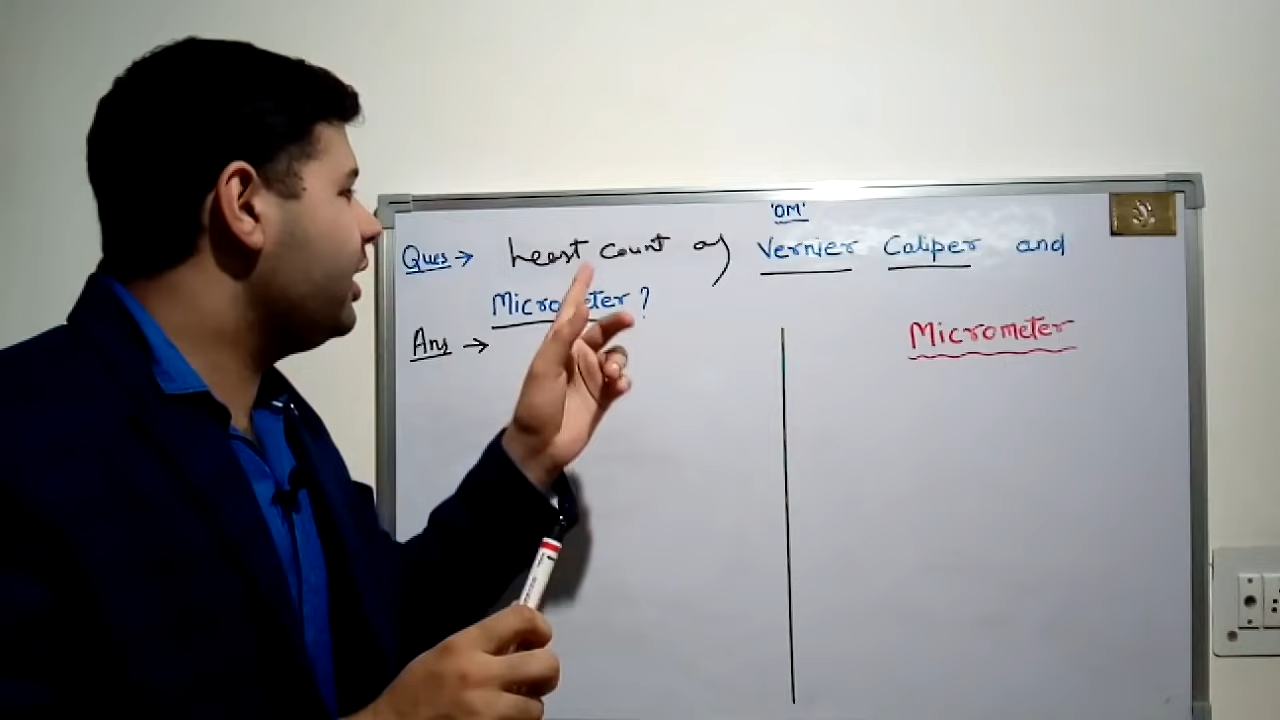 'OM'
Ques → Least count of Vernier Caliper and
Micrometer ?
Ans →
Micrometer